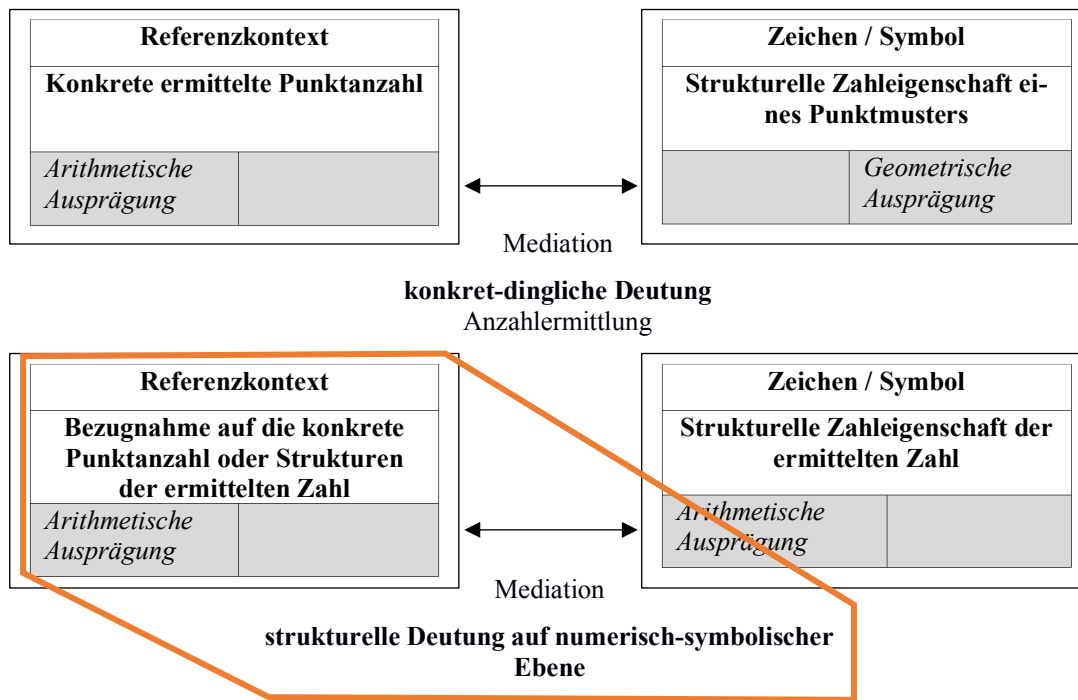 Referenzkontext
Konkrete ermittelte Punktanzahl
Arithmetische
Ausprägung
Zeichen / Symbol
Strukturelle Zahleigenschaft ei-
nes Punktmusters
Geometrische
Ausprägung
Mediation
konkret-dingliche Deutung
Anzahlermittlung
Referenzkontext
Bezugnahme auf die konkrete
Punktanzahl oder Strukturen
der ermittelten Zahl
Arithmetische
Ausprägung
Zeichen / Symbol
Strukturelle Zahleigenschaft der
ermittelten Zahl
Arithmetische
Ausprägung
Mediation
strukturelle Deutung auf numerisch-symbolischer
Ebene